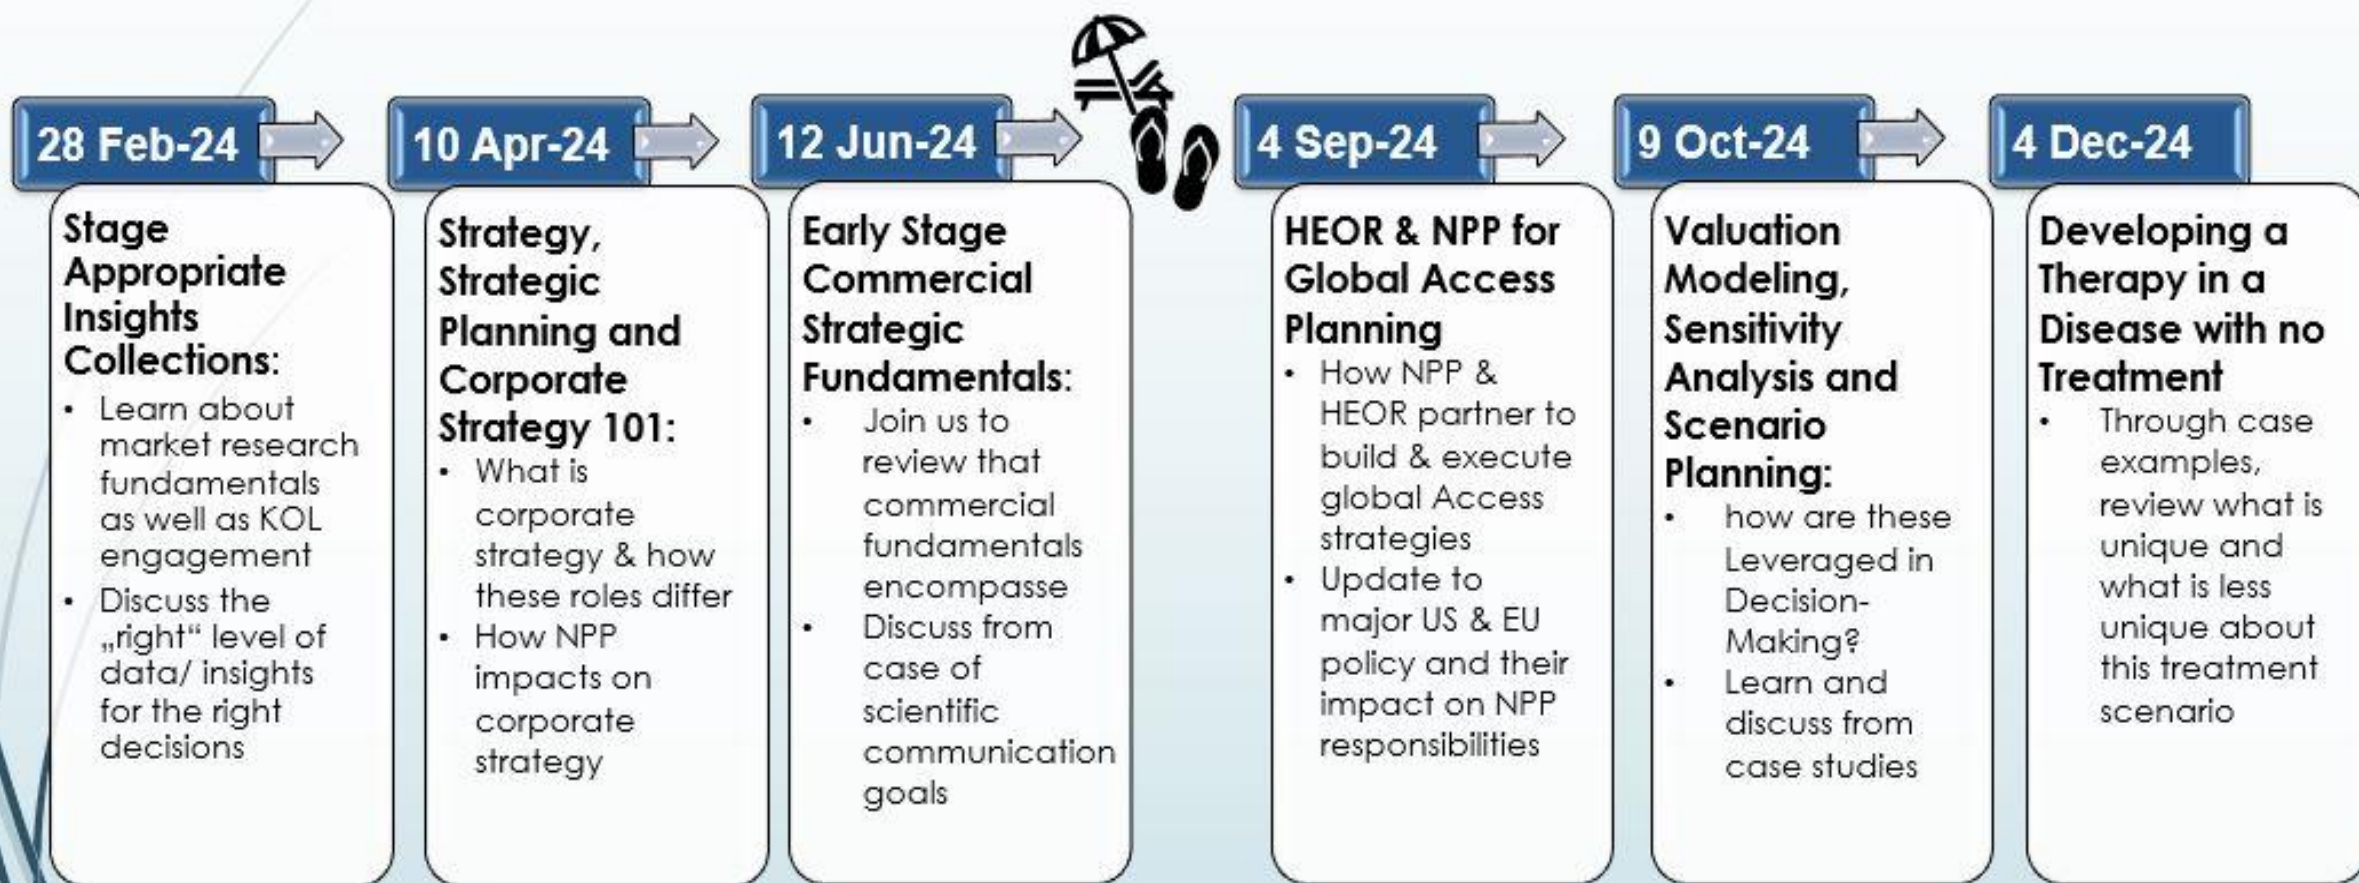 28 Feb-24
Stage
Appropriate
Insights
Collections:
• Learn about
market research
fundamentals
as well as KOL
engagement
• Discuss the
„right“ level of
data/ insights
for the right
decisions
10 Apr-24
Strategy,
Strategic
Planning and
Corporate
Strategy 101:
• What is
corporate
strategy & how
these roles differ
• How NPP
impacts on
corporate
strategy
12 Jun-24
Early Stage
Commercial
Strategic
Fundamentals:
• Join us to
review that
commercial
fundamentals
encompasse
• Discuss from
case of
scientific
communication
goals
4 Sep-24
HEOR & NPP for
Global Access
Planning
• How NPP &
HEOR partner to
build & execute
global Access
strategies
• Update to
major US & EU
policy and their
impact on NPP
responsibilities
9 Oct-24
Valuation
Modeling,
Sensitivity
Analysis and
Scenario
Planning:
• how are these
Leveraged in
Decision-
Making?
• Learn and
discuss from
case studies
4 Dec-24
Developing a
Therapy in a
Disease with no
Treatment
• Through case
examples,
review what is
unique and
what is less
unique about
this treatment
scenario